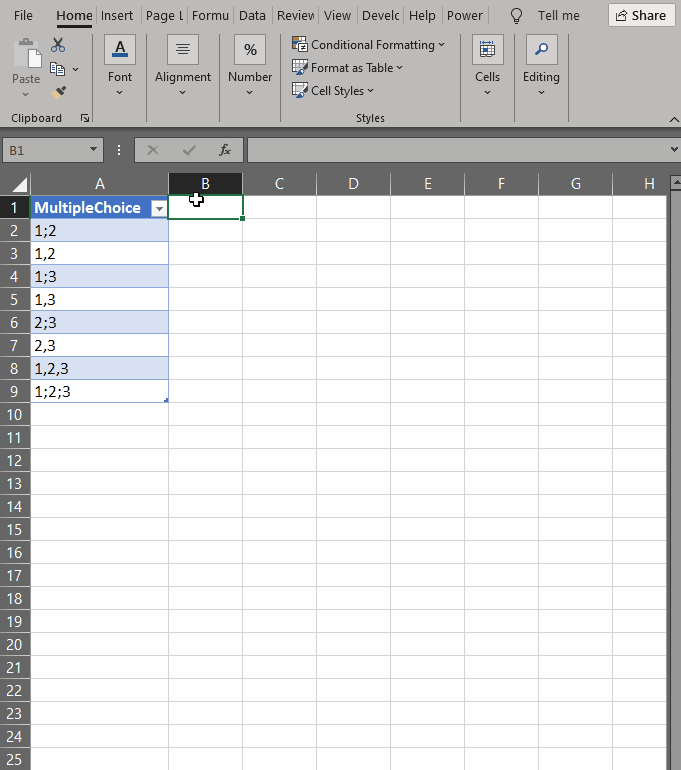 File Home Insert Page L Formu Data Review View Develc Help Power Tell me Share
Paste
Clipboard
A
Font
Alignment
%
Number
Conditional Formatting
Format as Table
Cell Styles
Styles
Cells
Editing
B1 fx
A B C D E F G H
1 MultipleChoice
2 1;2
3 1,2
4 1;3
5 1,3
6 2;3
7 2,3
8 1,2,3
9 1;2;3
10
11
12
13
14
15
16
17
18
19
20
21
22
23
24
25